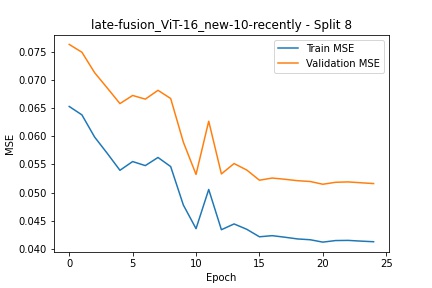 late-fusion_ViT-16_new-10-recently - Split 8
Train MSE
Validation MSE
0.075
0.070
0.065
0.060
0.055
0.050
0.045
0.040
MSE
0 5 10 15 20 25
Epoch